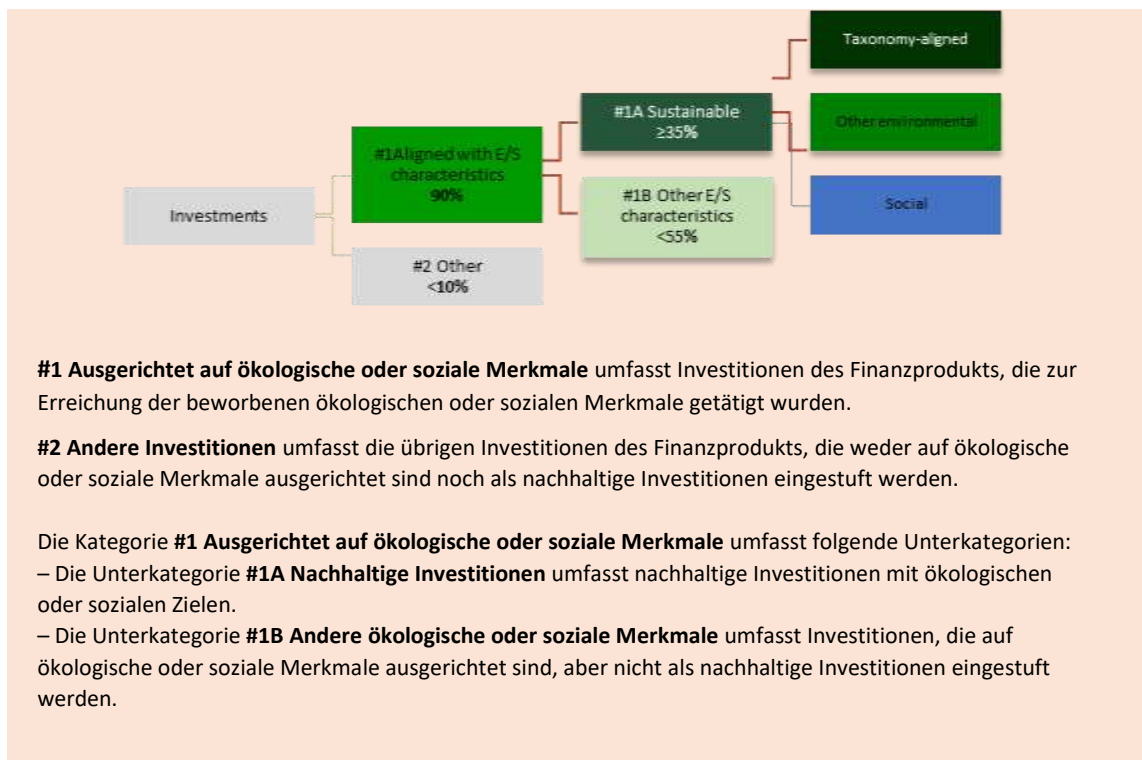 Taxonomy-aligned
#1A Sustainable
≥35%
Other environmental
#1Aligned with E/S
characteristics
90%
#1B Other E/S
characteristics
<55%
Social
Investments
#2 Other
<10%
#1 Ausgerichtet auf ökologische oder soziale Merkmale umfasst Investitionen des Finanzprodukts, die zur
Erreichung der beworbenen ökologischen oder sozialen Merkmale getätigt wurden.
#2 Andere Investitionen umfasst die übrigen Investitionen des Finanzprodukts, die weder auf ökologische
oder soziale Merkmale ausgerichtet sind noch als nachhaltige Investitionen eingestuft werden.
Die Kategorie #1 Ausgerichtet auf ökologische oder soziale Merkmale umfasst folgende Unterkategorien:
– Die Unterkategorie #1A Nachhaltige Investitionen umfasst nachhaltige Investitionen mit ökologischen
oder sozialen Zielen.
– Die Unterkategorie #1B Andere ökologische oder soziale Merkmale umfasst Investitionen, die auf
ökologische oder soziale Merkmale ausgerichtet sind, aber nicht als nachhaltige Investitionen eingestuft
werden.